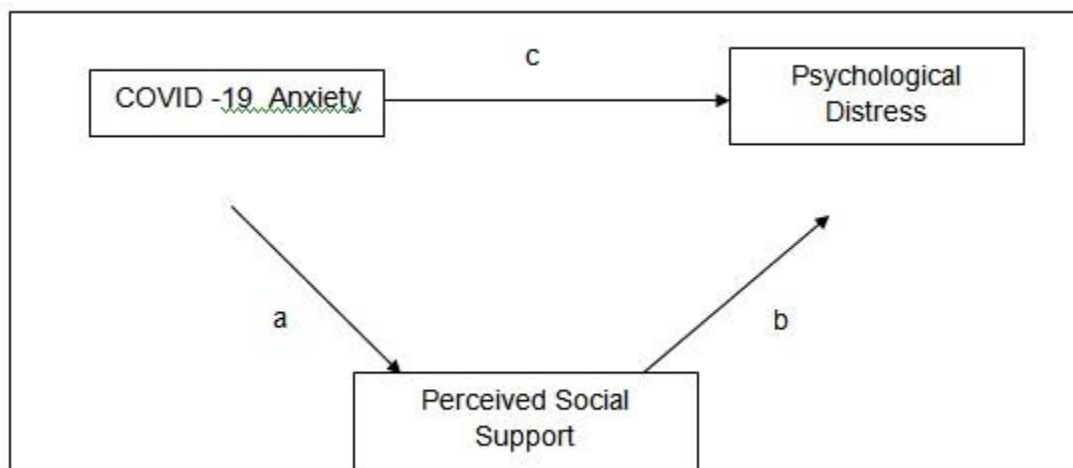 c
COVID -19 Anxiety
Psychological
Distress
a
b
Perceived Social
Support